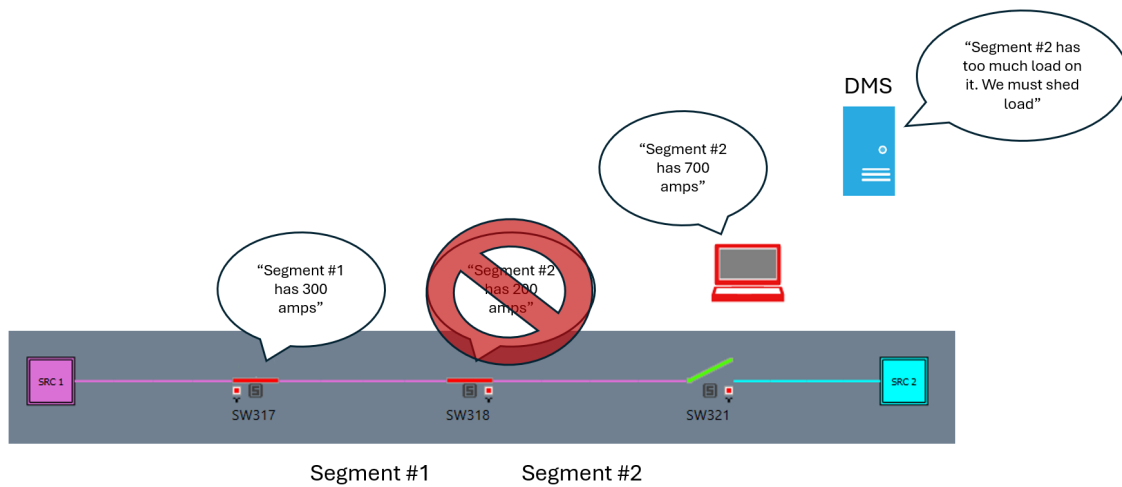 “Segment #2 has
too much load on
it. We must shed
load”
DMS
“Segment #2
has 700
amps”
“Segment #1
has 300
amps”
“Segment #2
has 200
amps”
SRC 1
S
SW317
S
SW318
S
SW321
SRC 2
Segment #1
Segment #2